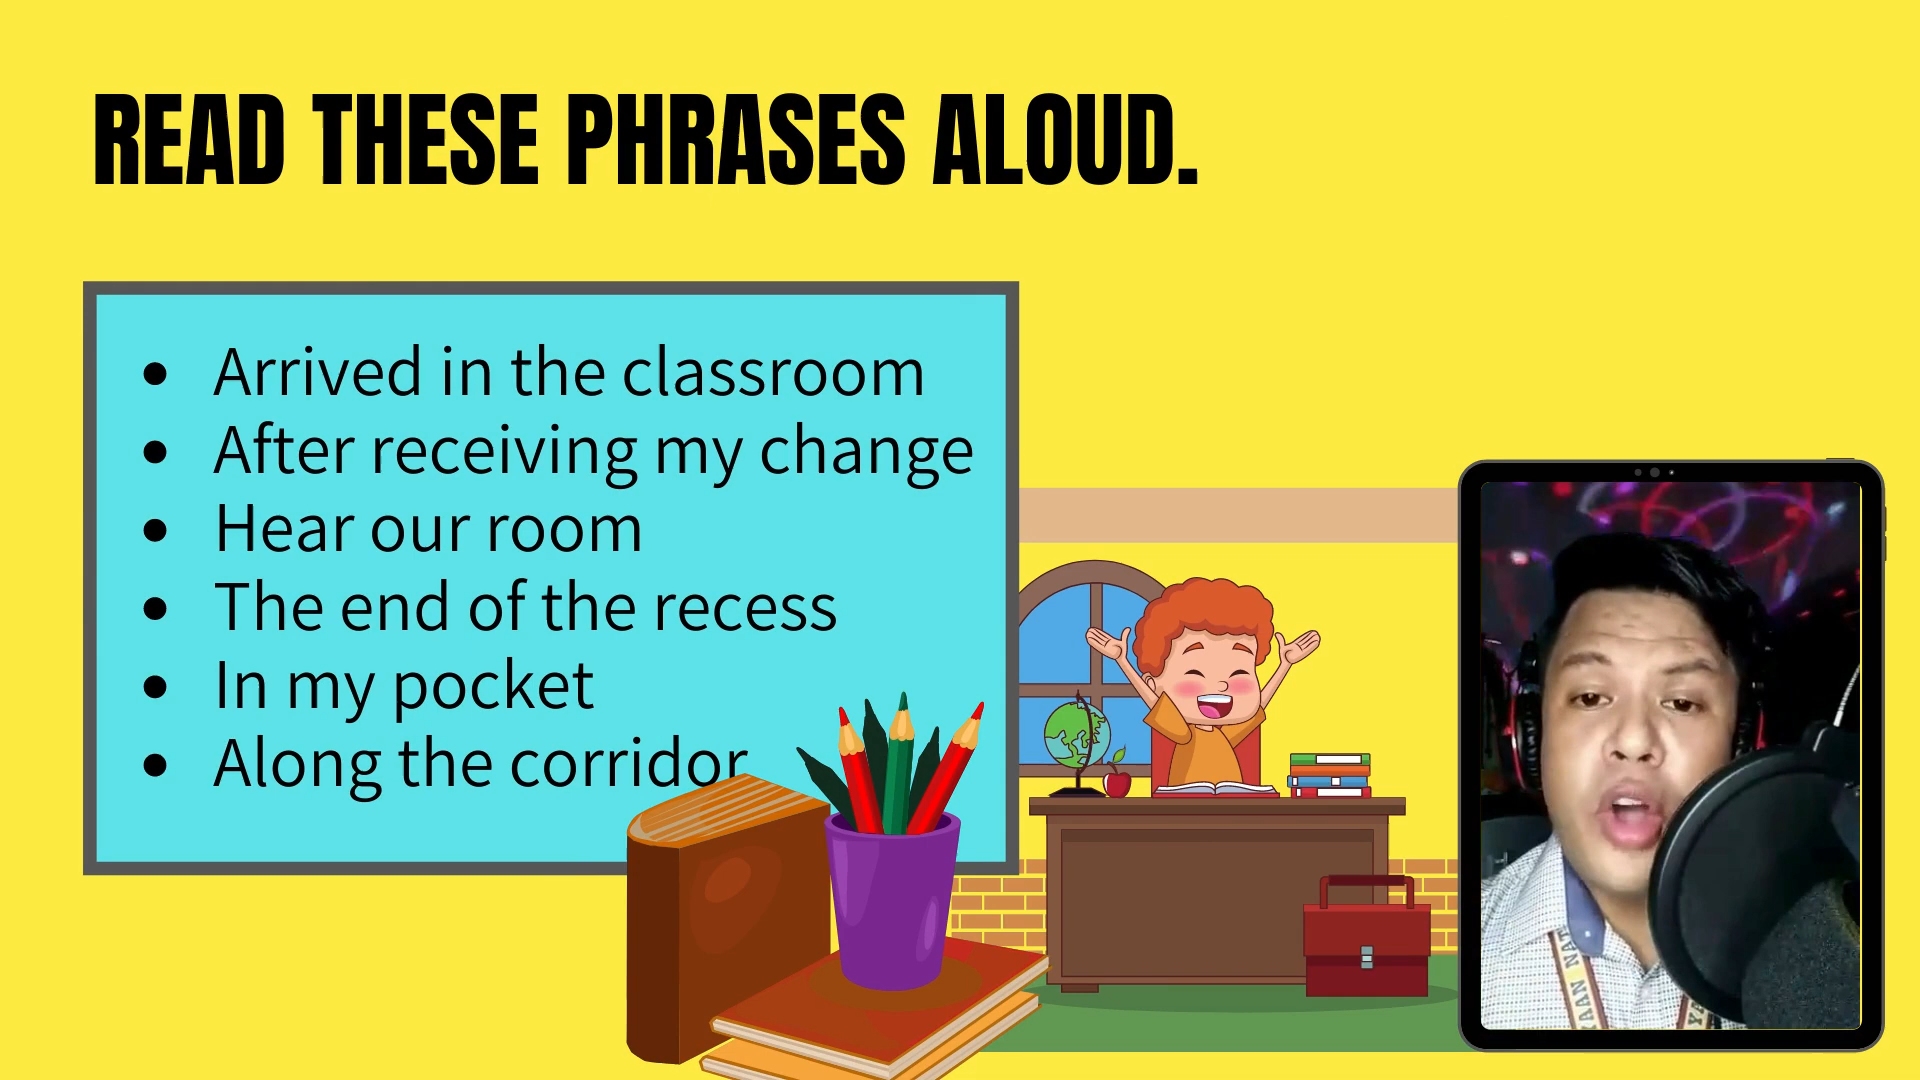 READ THESE PHRASES ALOUD.
• Arrived in the classroom
• After receiving my change
• Hear our room
• The end of the recess
• In my pocket
• Along the corridor